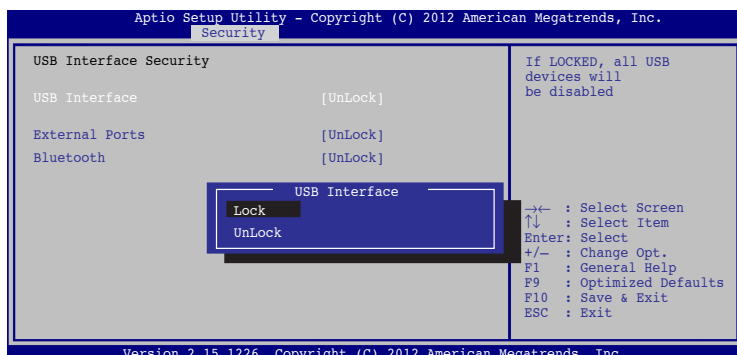 Aptio Setup Utility – Copyright (C) 2012 American Megatrends, Inc.
Security
USB Interface Security
USB Interface [UnLock]
External Ports [UnLock]
Bluetooth [UnLock]
USB Interface
Lock
UnLock
If LOCKED, all USB
devices will
be disabled
→← : Select Screen
↑↓ : Select Item
Enter: Select
+/— : Change Opt.
F1 : General Help
F9 : Optimized Defaults
F10 : Save & Exit
ESC : Exit
Version 2.15.1226. Copyright (C) 2012 American Megatrends, Inc.